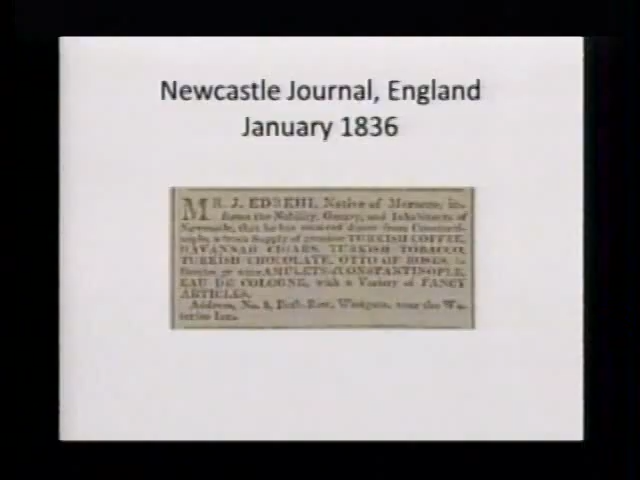 Newcastle Journal, England
January 1836
MR. J. EDREHI, Native of Morocco, in-
forms the Nobility, Gentry, and Inhabitants of
Newcastle, that he has received direct from Constanti-
nople, a fresh Supply of genuine TURKISH COFFEE,
HAVANNAH CIGARS, TURKISH TOBACCO,
TURKISH CHOCOLATE, OTTO OF ROSES, in
AMULETS of CONSTANTINOPLE,
EAU DE COLOGNE, with a Variety of FANCY
ARTICLES.
Address, No. Row, Westgate, near the Wa-
terloo Inn.